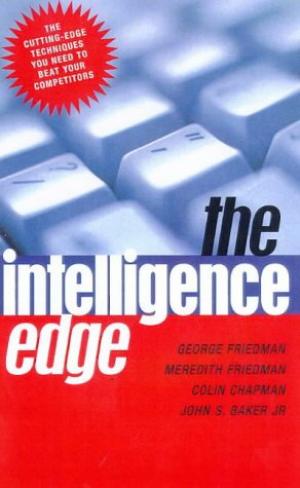 THE
CUTTING-EDGE
TECHNIQUES
YOU NEED TO
BEAT YOUR
COMPETITORS
the
intelligence
edge
GEORGE FRIEDMAN
MEREDITH FRIEDMAN
COLIN CHAPMAN
JOHN S. BAKER JR